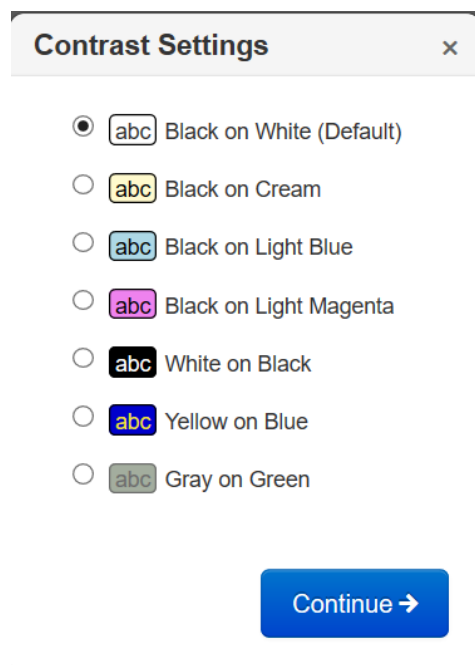 Contrast Settings ×
abc Black on White (Default)
abc Black on Cream
abc Black on Light Blue
abc Black on Light Magenta
abc White on Black
abc Yellow on Blue
abc Gray on Green
Continue →